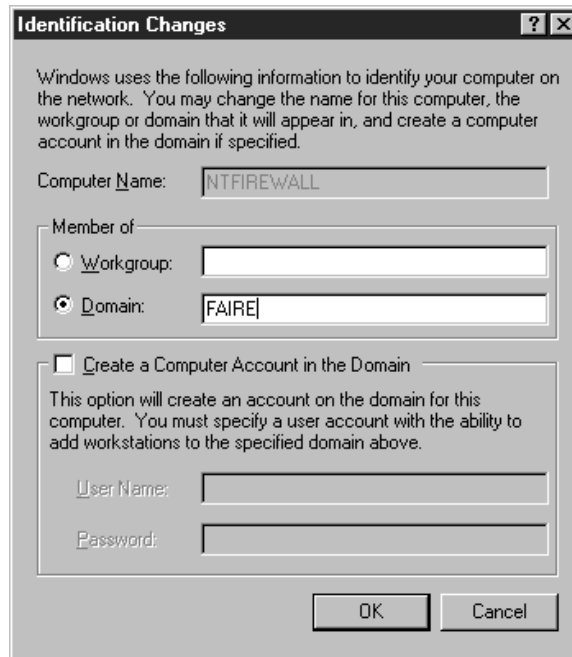 Identification Changes
Windows uses the following information to identify your computer on
the network. You may change the name for this computer, the
workgroup or domain that it will appear in, and create a computer
account in the domain if specified.
Computer Name: NTFIREWALL
Member of
Workgroup:
Domain: FAIRE
Create a Computer Account in the Domain
This option will create an account on the domain for this
computer. You must specify a user account with the ability to
add workstations to the specified domain above.
User Name:
Password:
OK Cancel